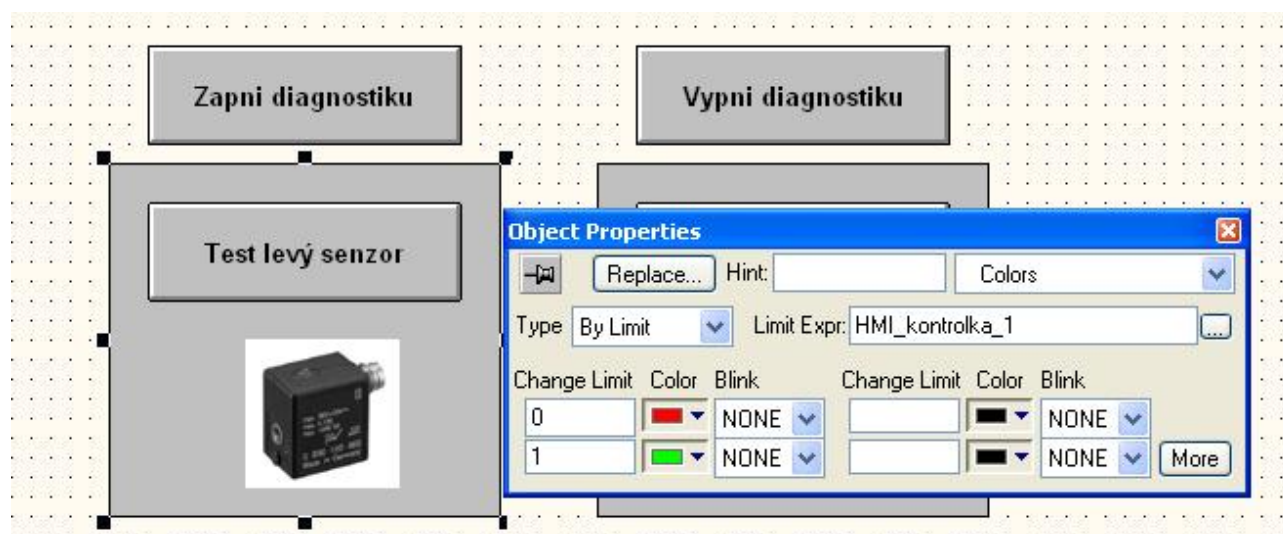 Zapni diagnostiku
Vypni diagnostiku
Test levý senzor
Object Properties
Replace... Hint: Colors
Type By Limit Limit Expr: HMI_kontrolka_1 ...
Change Limit Color Blink Change Limit Color Blink
0 NONE NONE
1 NONE NONE More